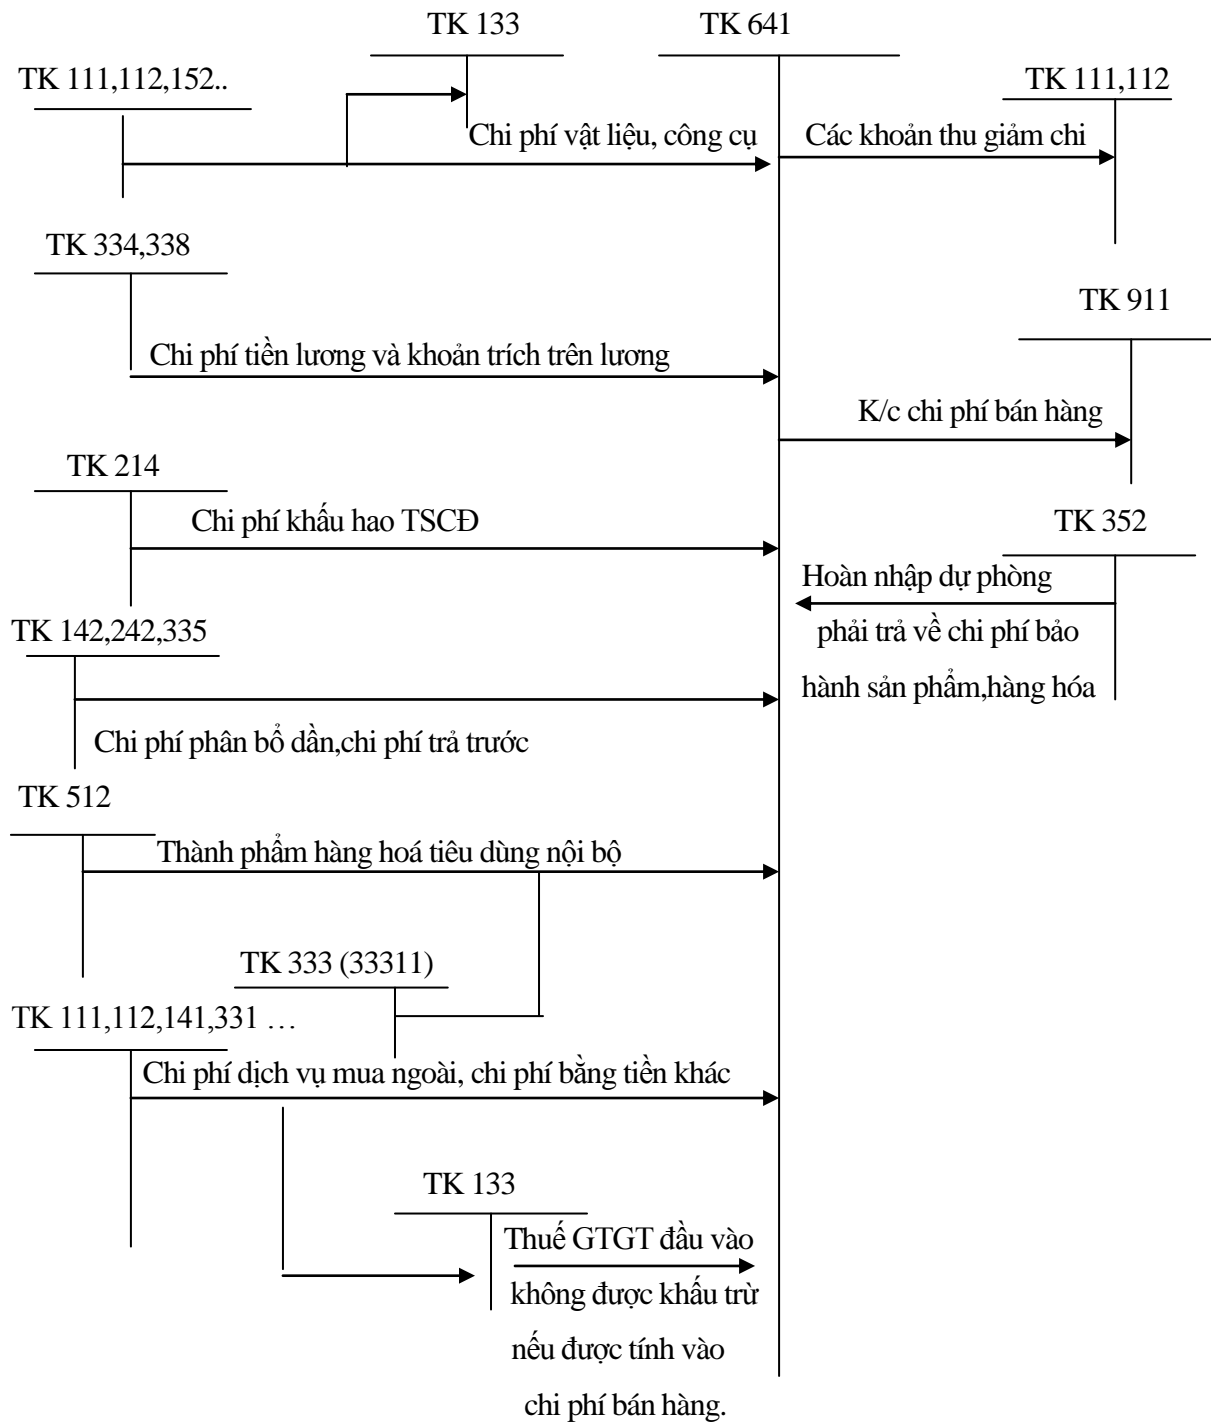 TK 133
TK 641
TK 111,112,152..
TK 111,112
Chi phí vật liệu, công cụ
Các khoản thu giảm chi
TK 334,338
TK 911
Chi phí tiền lương và khoản trích trên lương
K/c chi phí bán hàng
TK 214
Chi phí khấu hao TSCĐ
TK 352
Hoàn nhập dự phòng
phải trả về chi phí bảo
hành sản phẩm,hàng hóa
TK 142,242,335
Chi phí phân bổ dần,chi phí trả trước
TK 512
Thành phẩm hàng hoá tiêu dùng nội bộ
TK 333 (33311)
TK 111,112,141,331 …
Chi phí dịch vụ mua ngoài, chi phí bằng tiền khác
TK 133
Thuế GTGT đầu vào
không được khấu trừ
nếu được tính vào
chi phí bán hàng.